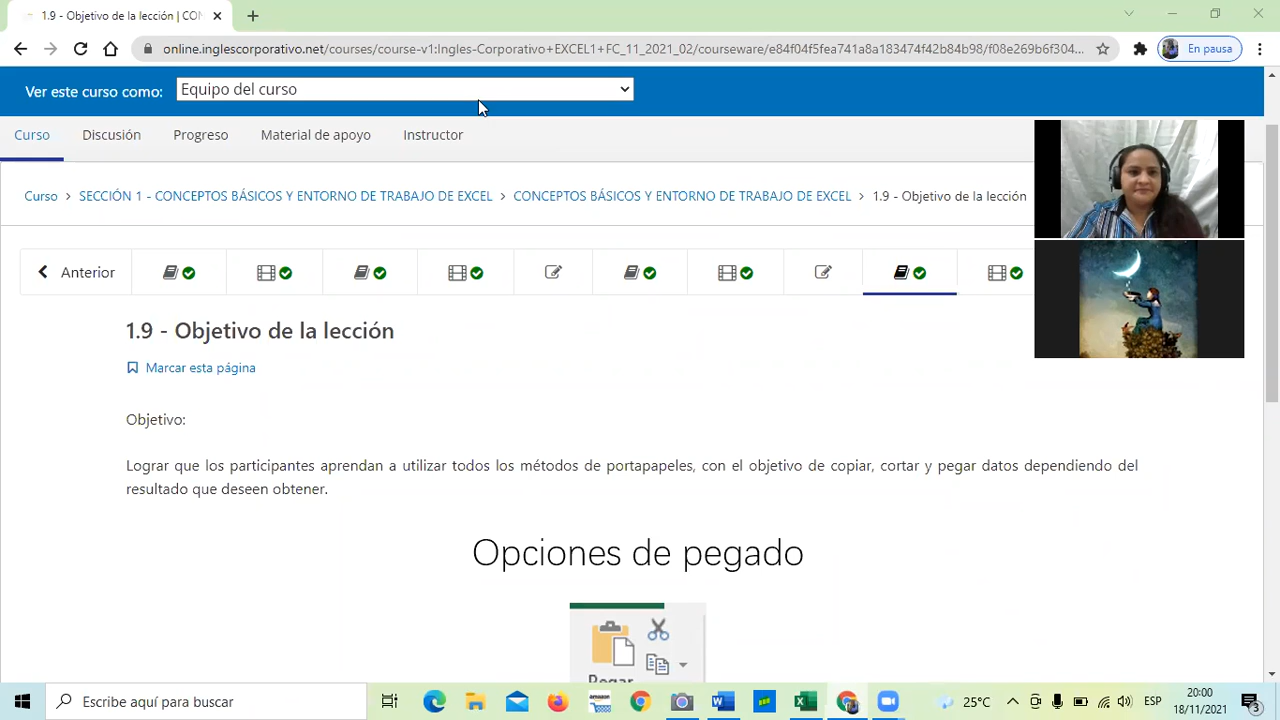 1.9 - Objetivo de la lección | CON
online.inglescorporativo.net/courses/course-v1:Ingles-Corporativo+EXCEL1+FC_11_2021_02/courseware/e84f0f5fea741a8a183474f42b84b98/f08e269b6f304...
En pausa
Ver este curso como:
Equipo del curso
Curso
Discusión
Progreso
Material de apoyo
Instructor
Curso > SECCIÓN 1 - CONCEPTOS BÁSICOS Y ENTORNO DE TRABAJO DE EXCEL > CONCEPTOS BÁSICOS Y ENTORNO DE TRABAJO DE EXCEL > 1.9 - Objetivo de la lección
Anterior
1.9 - Objetivo de la lección
Marcar esta página
Objetivo:
Lograr que los participantes aprendan a utilizar todos los métodos de portapapeles, con el objetivo de copiar, cortar y pegar datos dependiendo del
resultado que deseen obtener.
Opciones de pegado
Pegar
Escribe aquí para buscar
amazon
25°C
ESP
20:00
18/11/2021
3